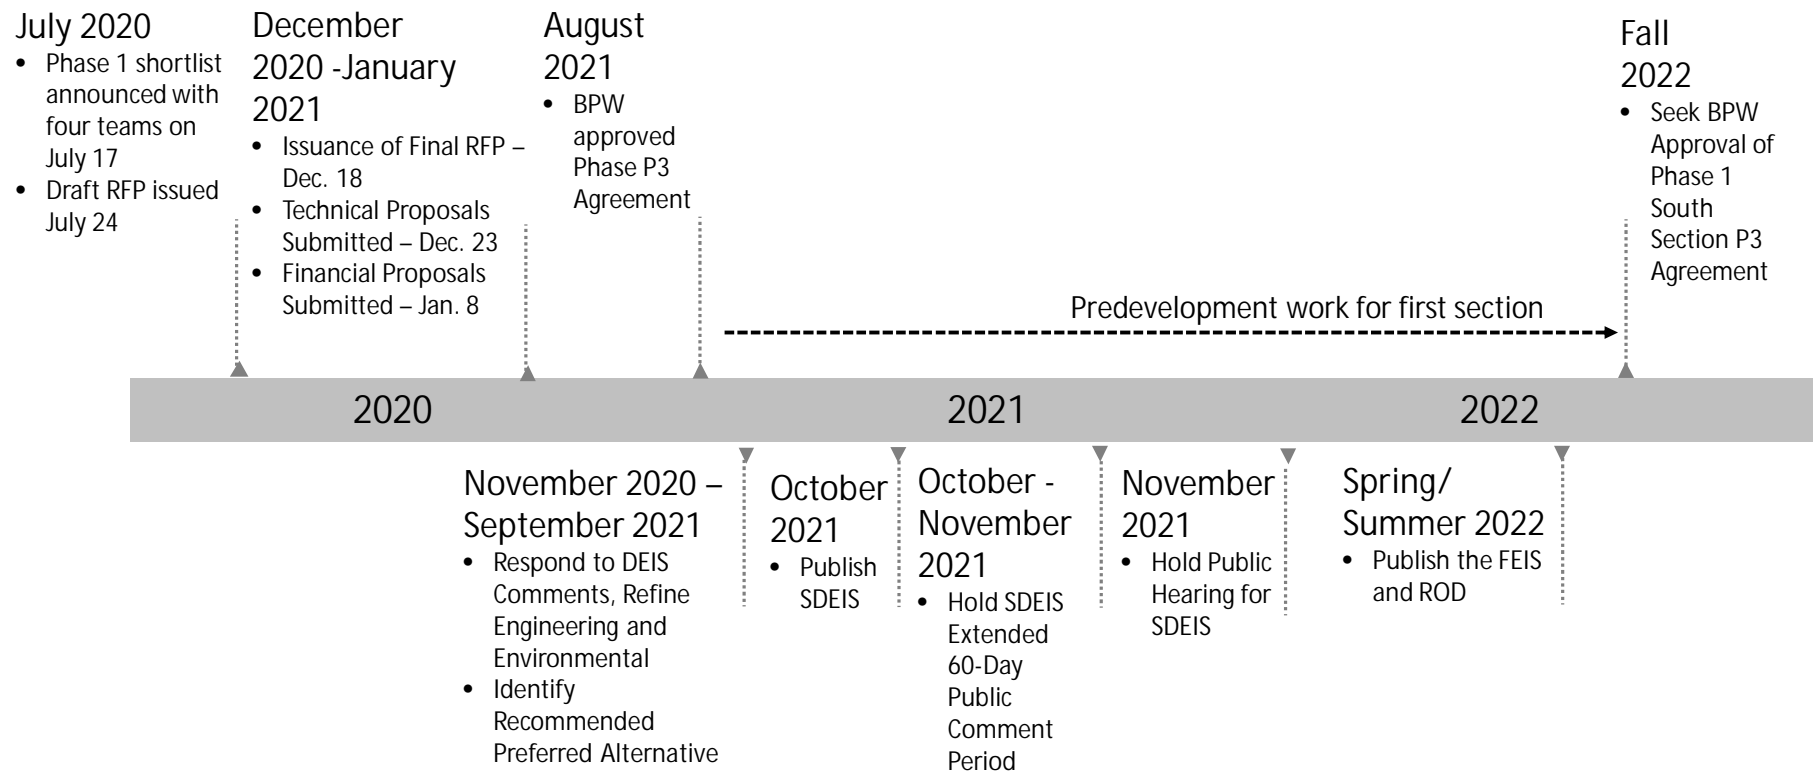 July 2020
• Phase 1 shortlist
announced with
four teams on
July 17
• Draft RFP issued
July 24
December
2020 -January
2021
• Issuance of Final RFP –
Dec. 18
• Technical Proposals
Submitted – Dec. 23
• Financial Proposals
Submitted – Jan. 8
August
2021
• BPW
approved
Phase P3
Agreement
Fall
2022
• Seek BPW
Approval of
Phase 1
South
Section P3
Agreement
Predevelopment work for first section
2020
2021
2022
November 2020 –
September 2021
• Respond to DEIS
Comments, Refine
Engineering and
Environmental
• Identify
Recommended
Preferred Alternative
October
2021
• Publish
SDEIS
October -
November
2021
• Hold SDEIS
Extended
60-Day
Public
Comment
Period
November
2021
• Hold Public
Hearing for
SDEIS
Spring/
Summer 2022
• Publish the FEIS
and ROD